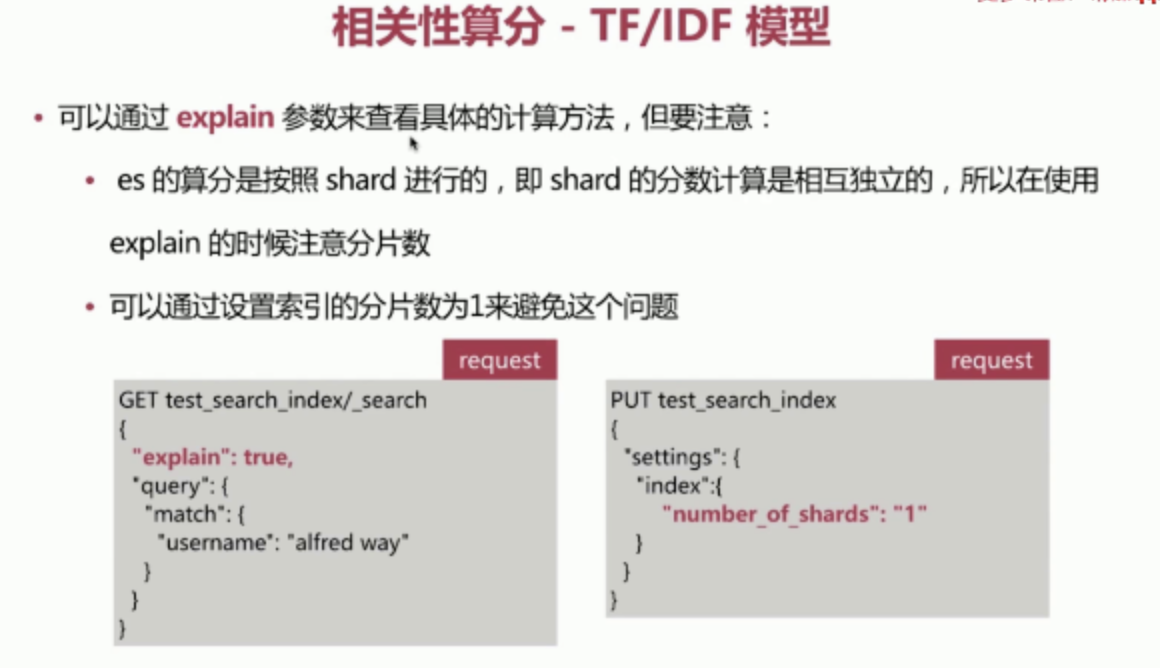 相关性算分 - TF/IDF 模型
• 可以通过 explain 参数来查看具体的计算方法，但要注意：
• es 的算分是按照 shard 进行的，即 shard 的分数计算是相互独立的，所以在使用
explain 的时候注意分片数
• 可以通过设置索引的分片数为1来避免这个问题
request
GET test_search_index/_search
{
"explain": true,
"query": {
"match": {
"username": "alfred way"
}
}
}
request
PUT test_search_index
{
"settings": {
"index":{
"number_of_shards": "1"
}
}
}